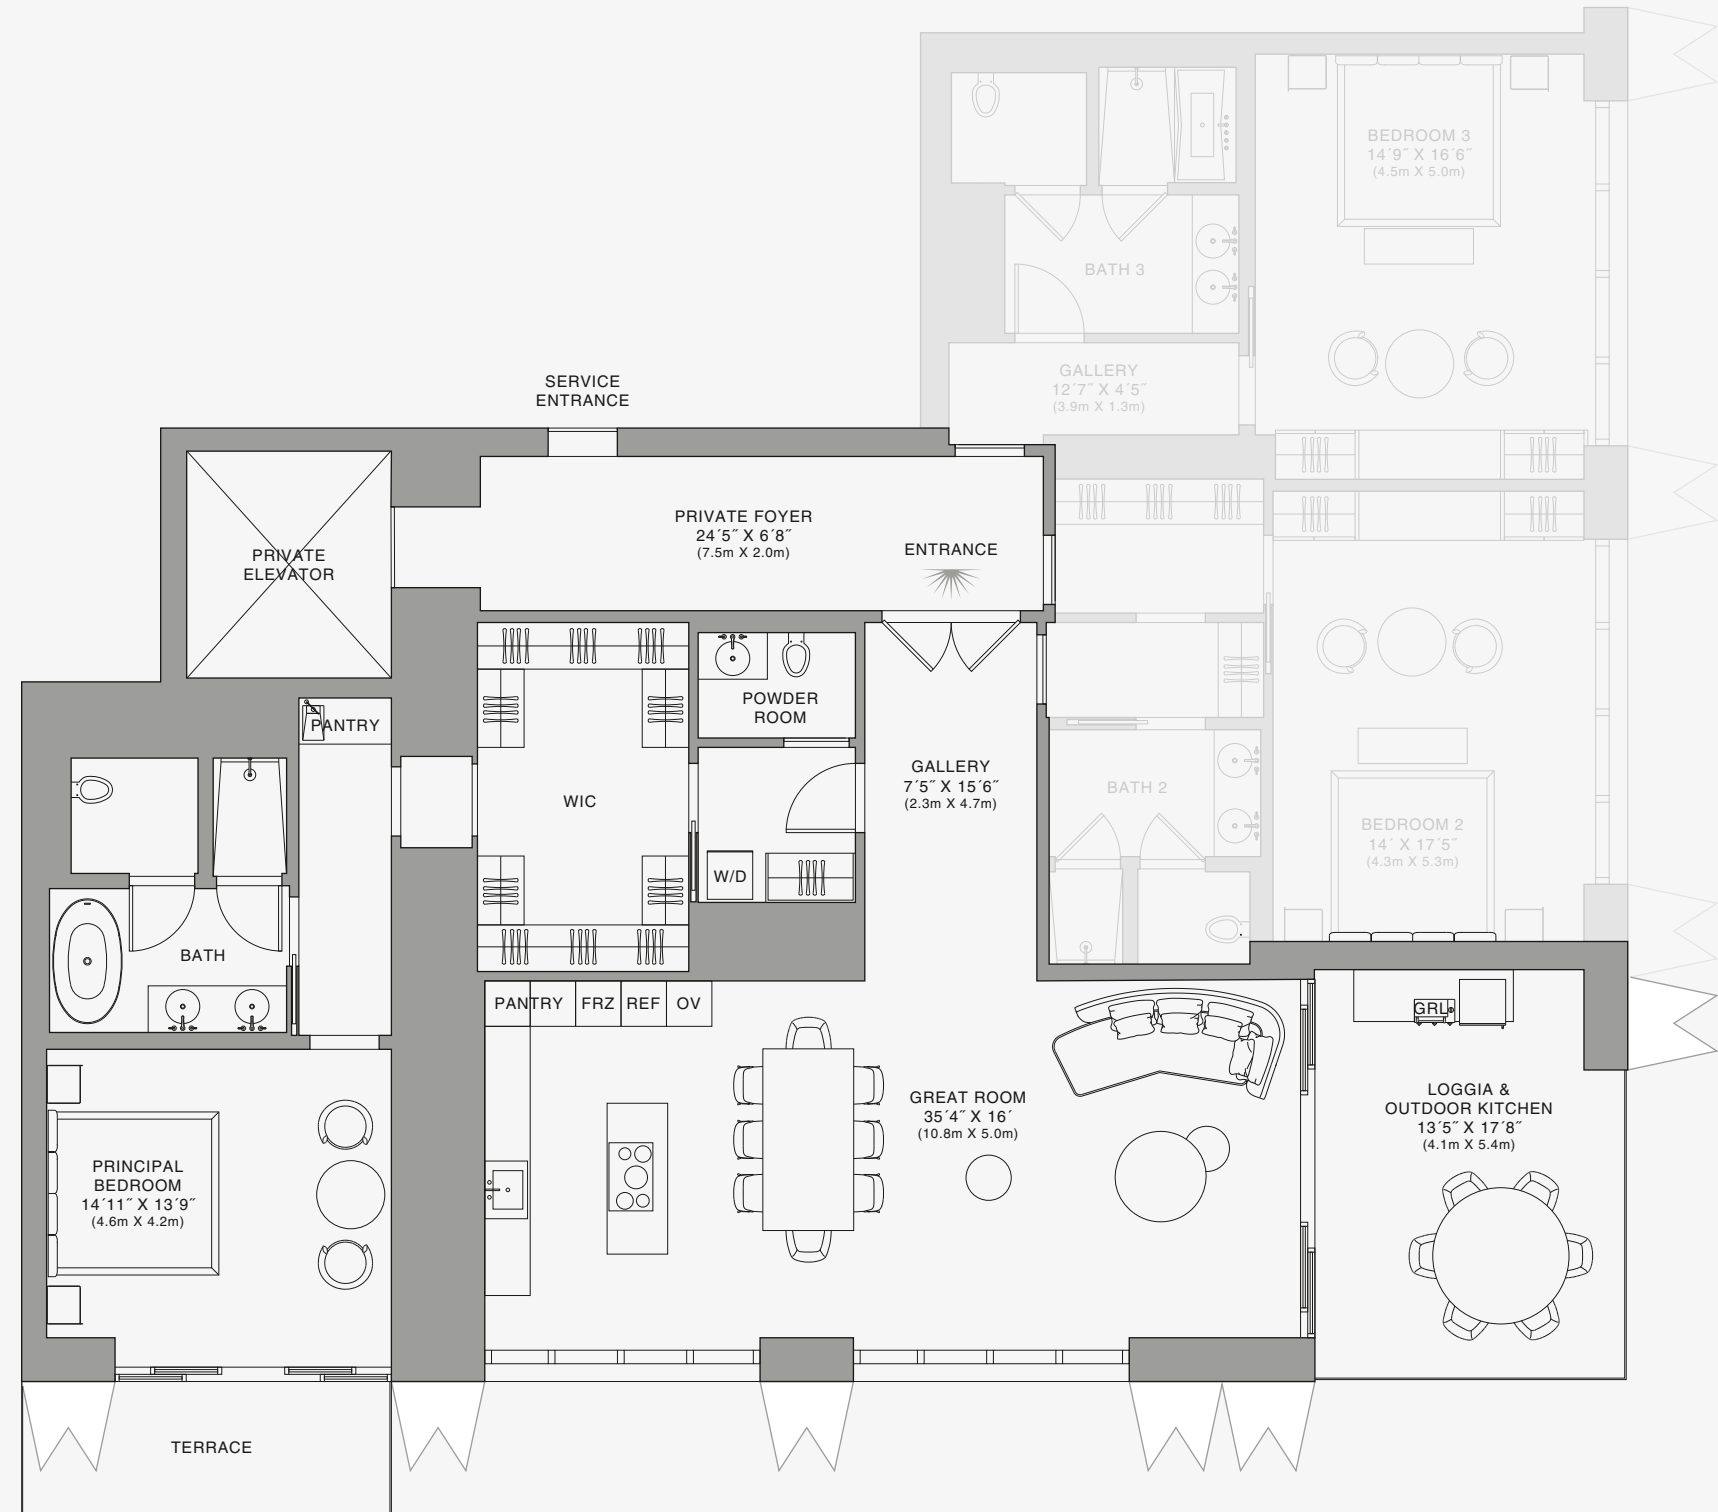 BEDROOM 3
14´9˝ X 16´6˝
(4.5m X 5.0m)
BATH 3
GALLERY
12´7˝ X 4´5˝
(3.9m X 1.3m)
SERVICE
ENTRANCE
PRIVATE FOYER
24´5˝ X 6´8˝
(7.5m X 2.0m)
ENTRANCE
PRIVATE
ELEVATOR
POWDER
ROOM
PANTRY
GALLERY
7´5˝ X 15´6˝
(2.3m X 4.7m)
WIC
BATH 2
BEDROOM 2
14´ X 17´5˝
(4.3m X 5.3m)
W/D
BATH
PANTRY
FRZ
REF
OV
GRL
GREAT ROOM
35´4˝ X 16´
(10.8m X 5.0m)
LOGGIA &
OUTDOOR KITCHEN
13´5˝ X 17´8˝
(4.1m X 5.4m)
PRINCIPAL
BEDROOM
14´11˝ X 13´9˝
(4.6m X 4.2m)
TERRACE